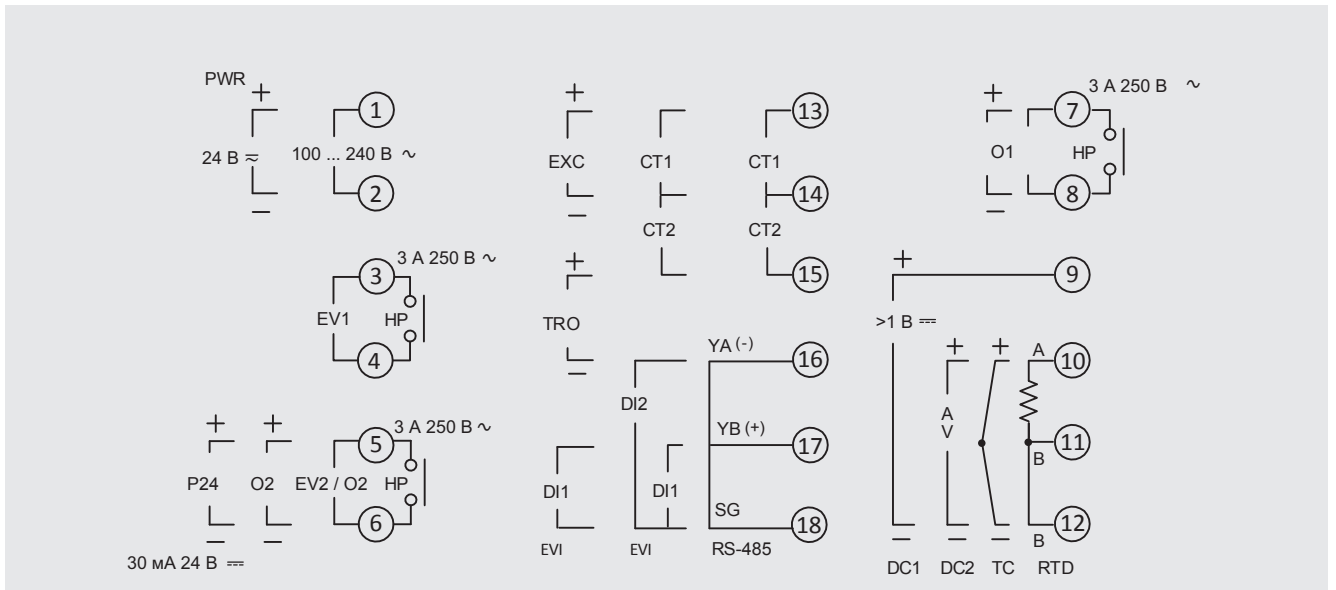 PWR
+
1
24 В ≂
100 ... 240 В ∿
2
—
3 А 250 В ∿
3
EV1
НР
4
3 А 250 В ∿
+
+
5
P24
O2
EV2 / O2
НР
6
—
—
30 мА 24 В ⎓
+
13
EXC
CT1
CT1
14
—
CT2
CT2
+
15
TRO
—
YA (-)
16
DI2
YB (+)
17
DI1
DI1
SG
18
EVI
EVI
RS-485
3 А 250 В ∿
+
7
O1
НР
8
—
+
9
>1 В ⎓
+
+
A
10
A
V
11
B
12
—
—
—
B
DC1
DC2
TC
RTD